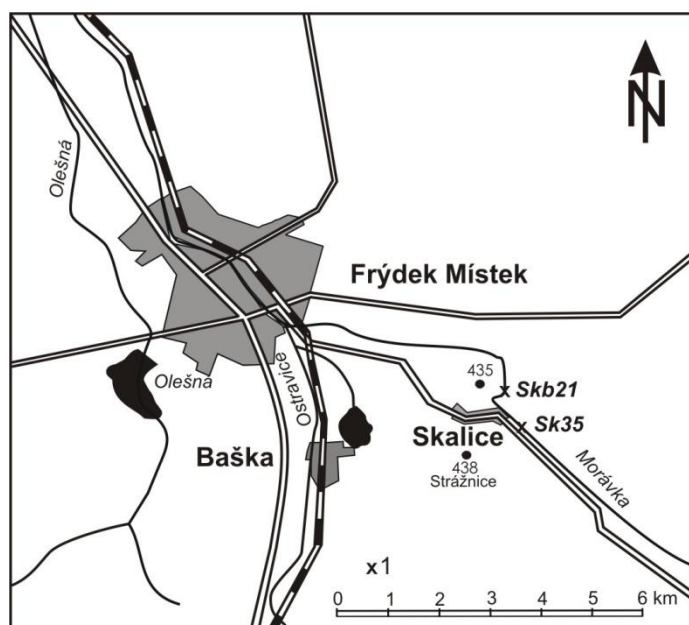 N
Olešná
Frýdek Místek
Olešná
Ostravice
435
Skb21
Baška
Skalice
Sk35
438
Strážnice
Morávka
x1
0 1 2 3 4 5 6 km